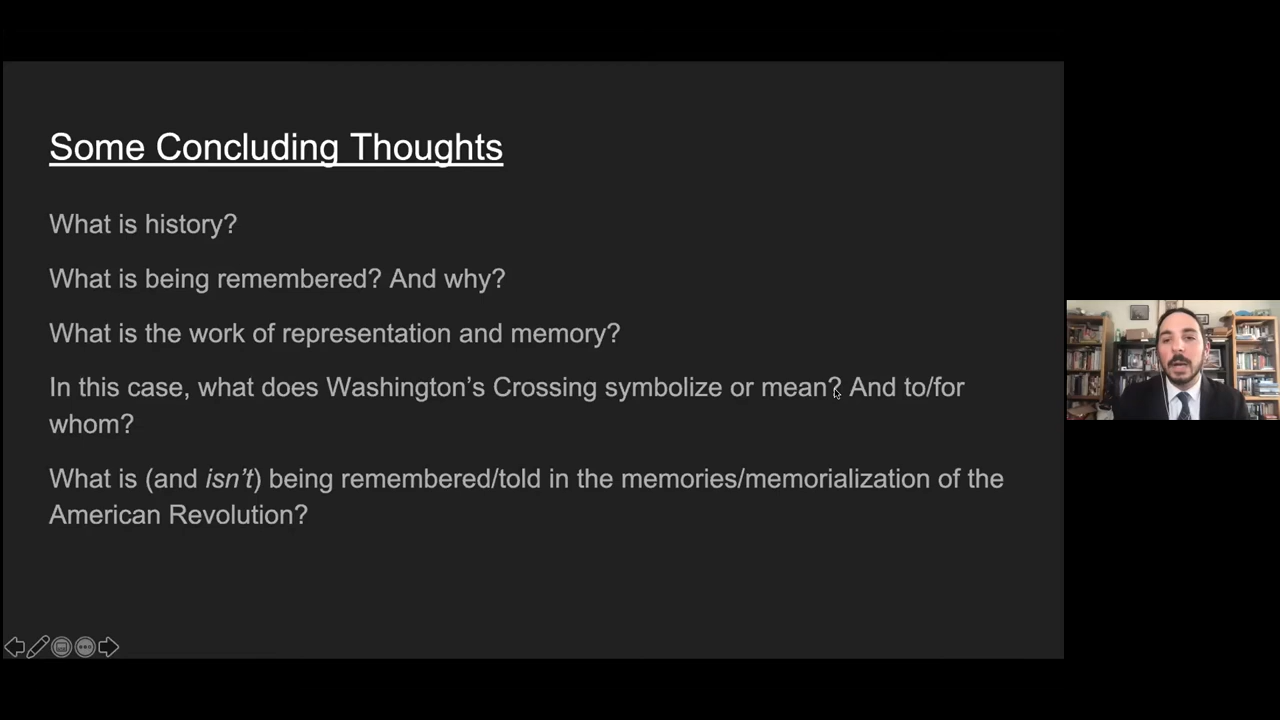 Some Concluding Thoughts
What is history?
What is being remembered? And why?
What is the work of representation and memory?
In this case, what does Washington’s Crossing symbolize or mean? And to/for
whom?
What is (and isn’t) being remembered/told in the memories/memorialization of the
American Revolution?